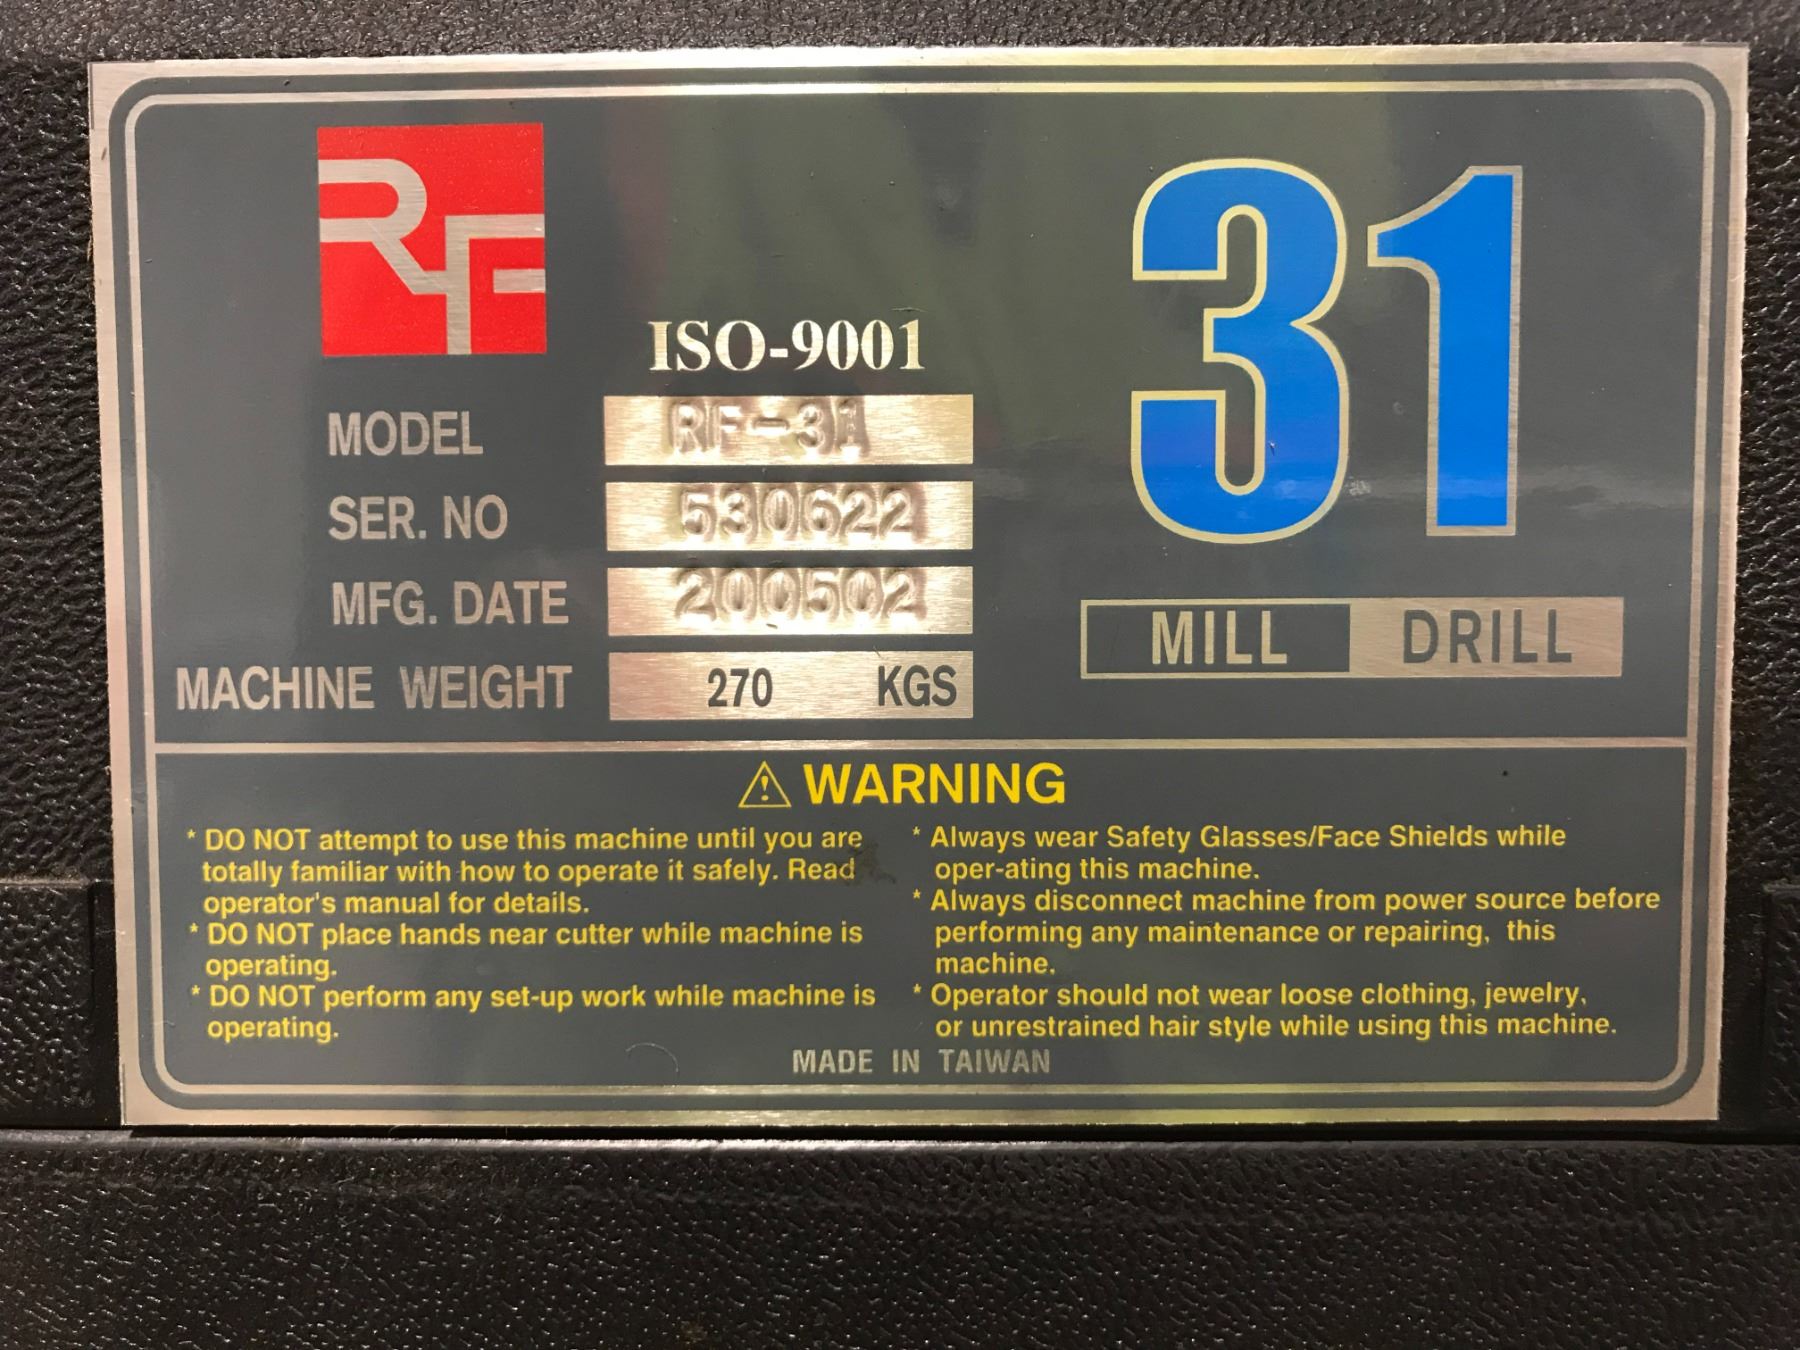 RF
31
ISO-9001
MODEL RF-31
SER. NO 530622
MFG. DATE 200502
MACHINE WEIGHT 270 KGS
MILL DRILL
WARNING
* DO NOT attempt to use this machine until you are
totally familiar with how to operate it safely. Read
operator's manual for details.
* DO NOT place hands near cutter while machine is
operating.
* DO NOT perform any set-up work while machine is
operating.
* Always wear Safety Glasses/Face Shields while
oper-ating this machine.
* Always disconnect machine from power source before
performing any maintenance or repairing, this
machine.
* Operator should not wear loose clothing, jewelry,
or unrestrained hair style while using this machine.
MADE IN TAIWAN